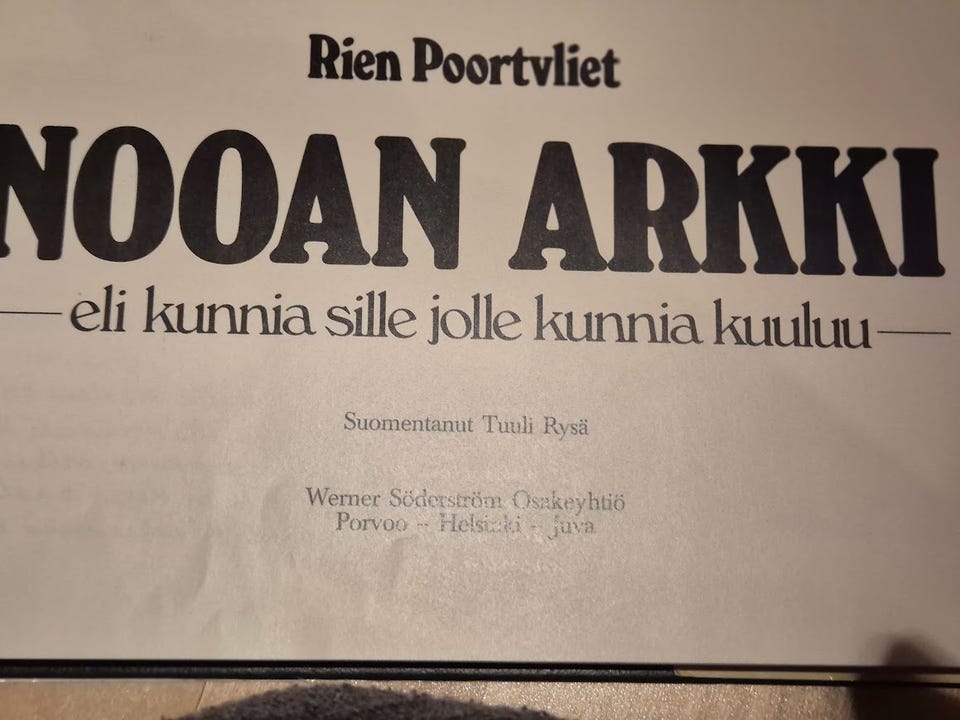 Rien Poortvliet
NOOAN ARKKI
eli kunnia sille jolle kunnia kuuluu
Suomentanut Tuuli Rysä
Werner Söderström Osakeyhtiö
Porvoo – Helsinki – Juva